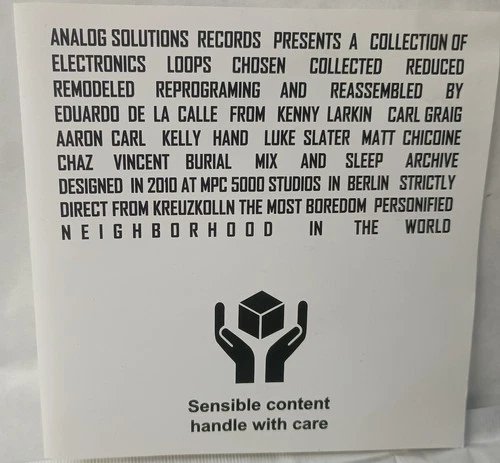 ANALOG SOLUTIONS RECORDS PRESENTS A COLLECTION OF
ELECTRONICS LOOPS CHOSEN COLLECTED REDUCED
REMODELED REPROGRAMING AND REASSEMBLED BY
EDUARDO DE LA CALLE FROM KENNY LARKIN CARL GRAIG
AARON CARL KELLY HAND LUKE SLATER MATT CHICOINE
CHAZ VINCENT BURIAL MIX AND SLEEP ARCHIVE
DESIGNED IN 2010 AT MPC 5000 STUDIOS IN BERLIN STRICTLY
DIRECT FROM KREUZKOLLN THE MOST BOREDOM PERSONIFIED
NEIGHBORHOOD IN THE WORLD
Sensible content
handle with care